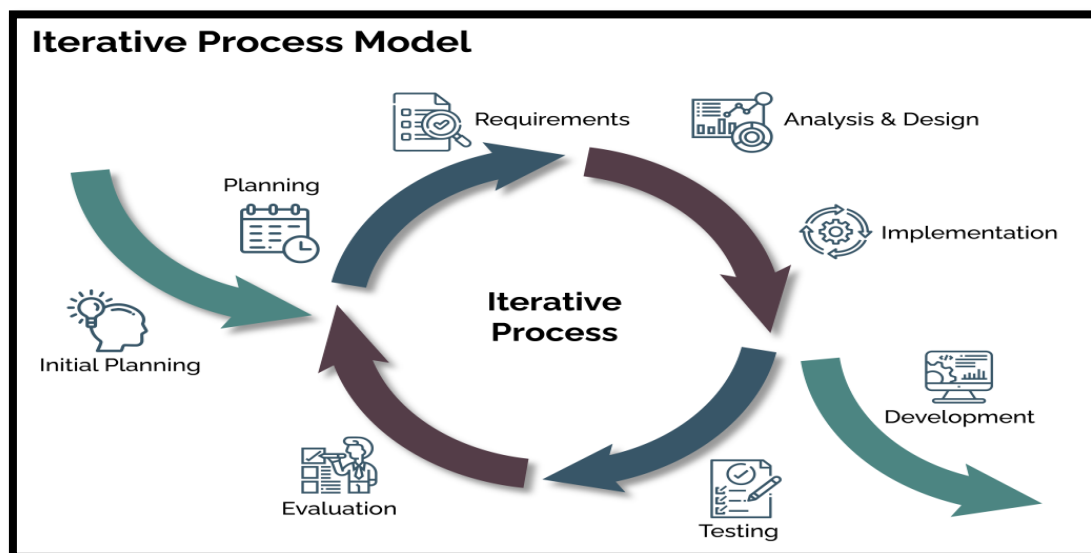 Iterative Process Model
Requirements
Analysis & Design
Planning
Implementation
Iterative
Process
Initial Planning
Development
Evaluation
Testing